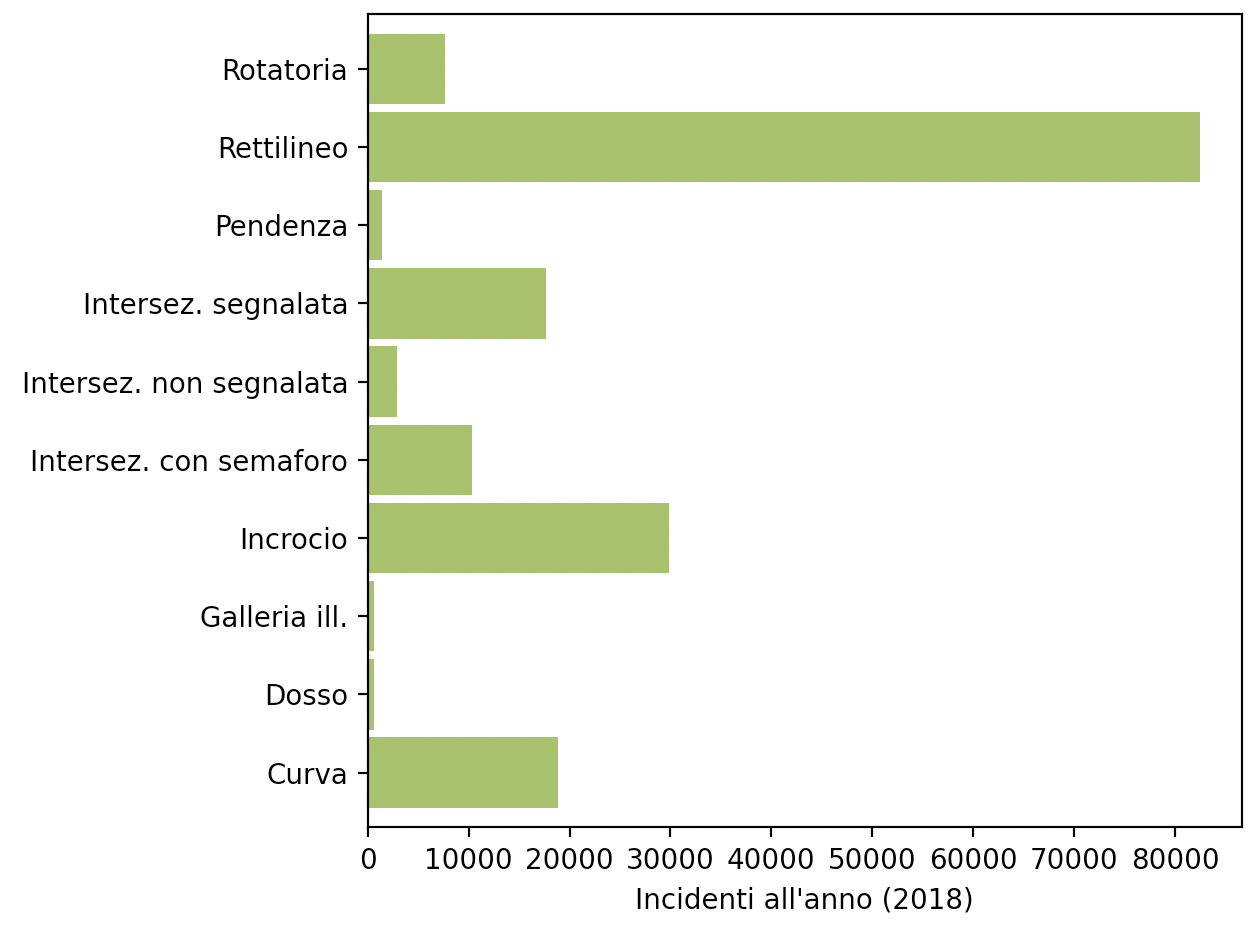 Rotatoria
Rettilineo
Pendenza
Intersez. segnalata
Intersez. non segnalata
Intersez. con semaforo
Incrocio
Galleria ill.
Dosso
Curva
0 10000 20000 30000 40000 50000 60000 70000 80000
Incidenti all'anno (2018)